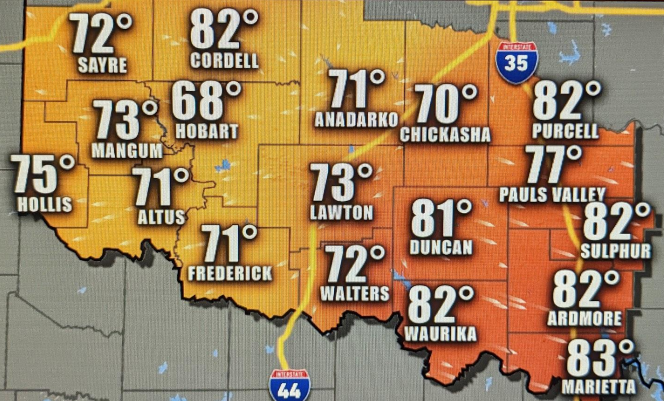 72°
SAYRE
82°
CORDELL
INTERSTATE
35
71°
ANADARKO
70°
CHICKASHA
82°
PURCELL
73°
MANGUM
68°
HOBART
75°
HOLLIS
71°
ALTUS
73°
LAWTON
77°
PAULS VALLEY
81°
DUNCAN
82°
SULPHUR
71°
FREDERICK
72°
WALTERS
82°
WAURIKA
82°
ARDMORE
83°
MARIETTA
INTERSTATE
44